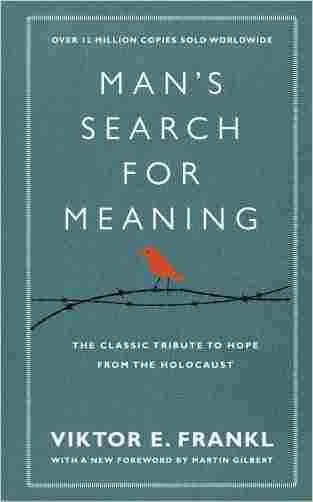 OVER 12 MILLION COPIES SOLD WORLDWIDE
MAN'S
SEARCH
FOR
MEANING
THE CLASSIC TRIBUTE TO HOPE
FROM THE HOLOCAUST
VIKTOR E. FRANKL
WITH A NEW FOREWORD BY MARTIN GILBERT